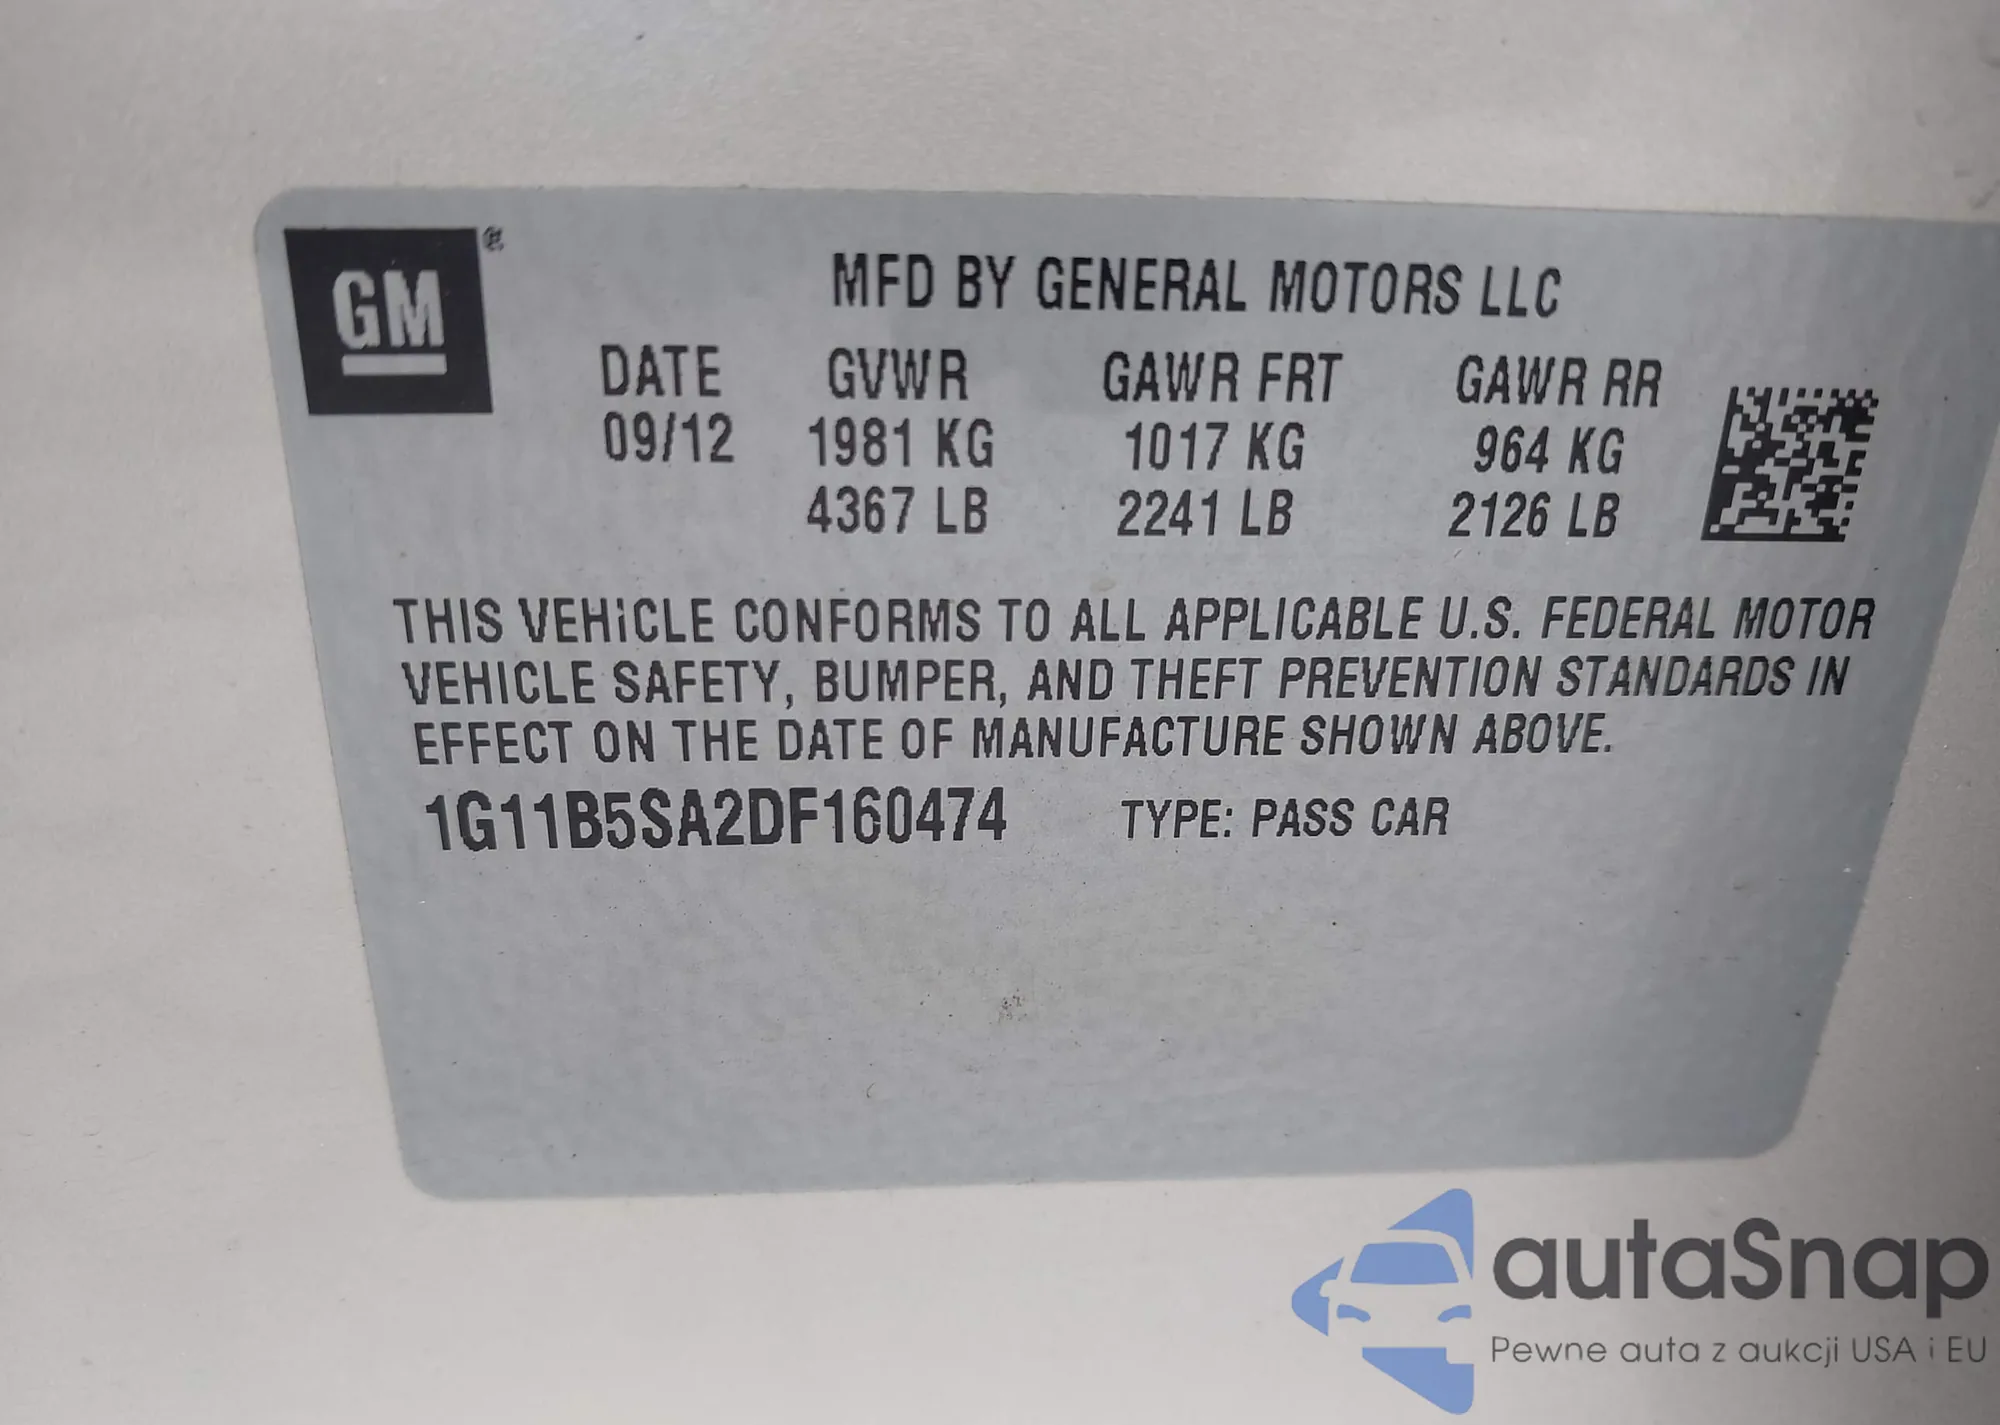 GM®
MFD BY GENERAL MOTORS LLC
DATE GVWR GAWR FRT GAWR RR
09/12 1981 KG 1017 KG 964 KG
4367 LB 2241 LB 2126 LB
THIS VEHICLE CONFORMS TO ALL APPLICABLE U.S. FEDERAL MOTOR
VEHICLE SAFETY, BUMPER, AND THEFT PREVENTION STANDARDS IN
EFFECT ON THE DATE OF MANUFACTURE SHOWN ABOVE.
1G11B5SA2DF160474 TYPE: PASS CAR
autaSnap
Pewne auta z aukcji USA i EU